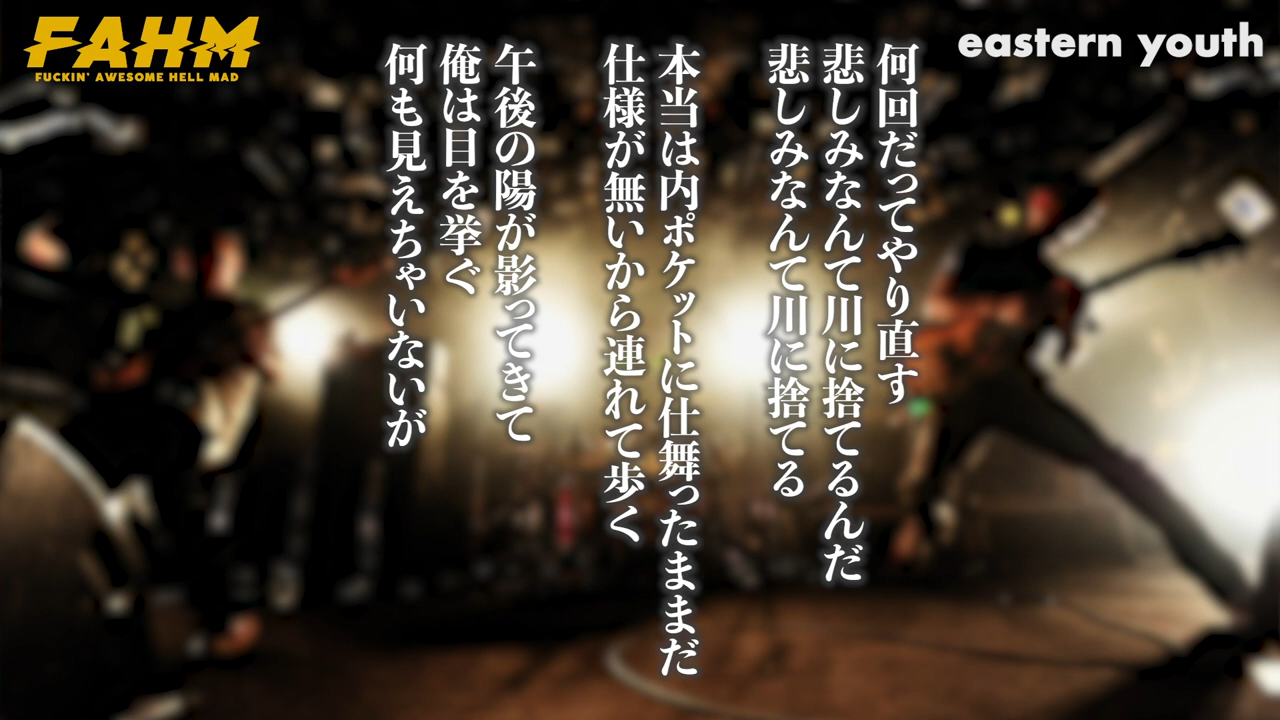 FAHM
FUCKIN' AWESOME HELL MAD
eastern youth
何回だってやり直す
悲しみなんて川に捨てるんだ
悲しみなんて川に捨てる
本当は内ポケットに仕舞ったままだ
仕様が無いから連れて歩く
午後の陽が影ってきて
俺は目を挙ぐ
何も見えちゃいないが